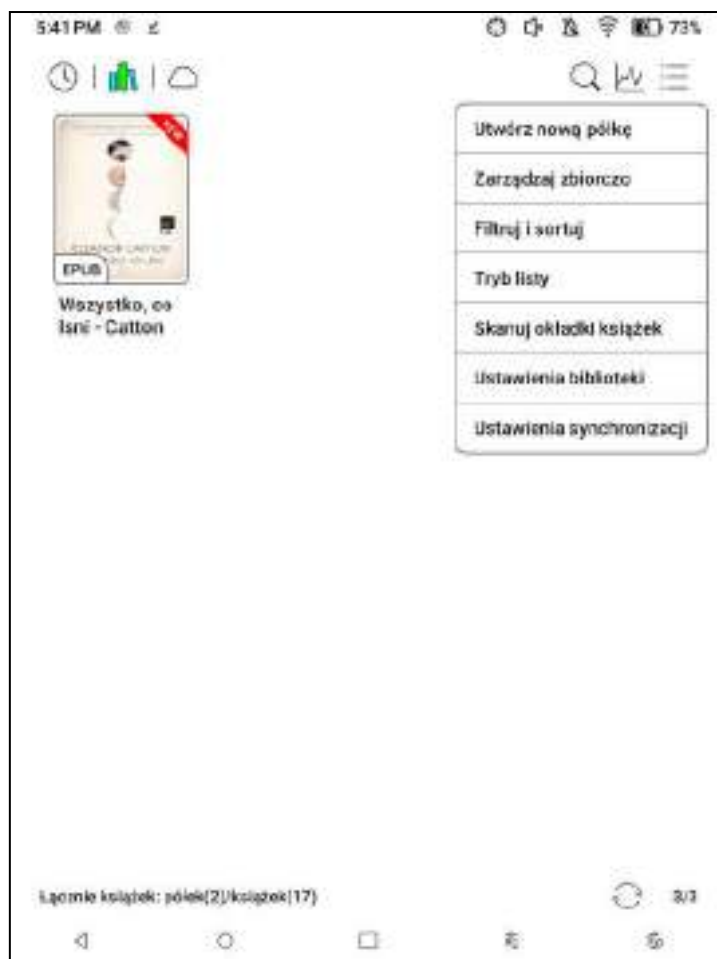 5:41 PM
73%
NEW
EPUB
Wszystko, co
lśni - Catton
Utwórz nową półkę
Zarządzaj zbiorczo
Filtruj i sortuj
Tryb listy
Skanuj okładki książek
Ustawienia biblioteki
Ustawienia synchronizacji
Łącznie książek: półek(2)/książek(17)
3/3